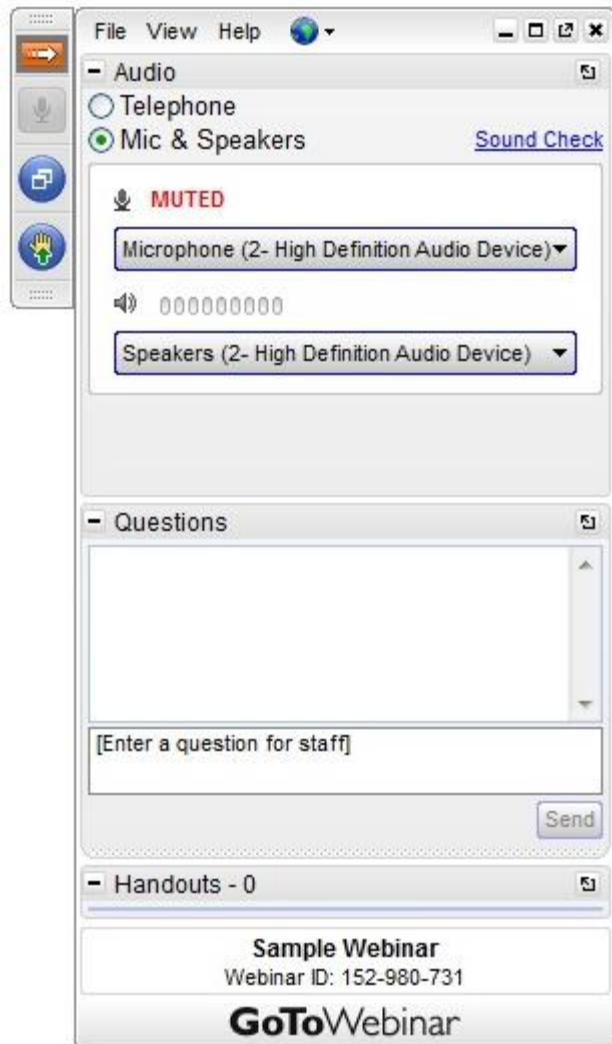 File View Help
Audio
Telephone
Mic & Speakers Sound Check
MUTED
Microphone (2- High Definition Audio Device)
Speakers (2- High Definition Audio Device)
Questions
[Enter a question for staff]
Send
Handouts - 0
Sample Webinar
Webinar ID: 152-980-731
GoToWebinar